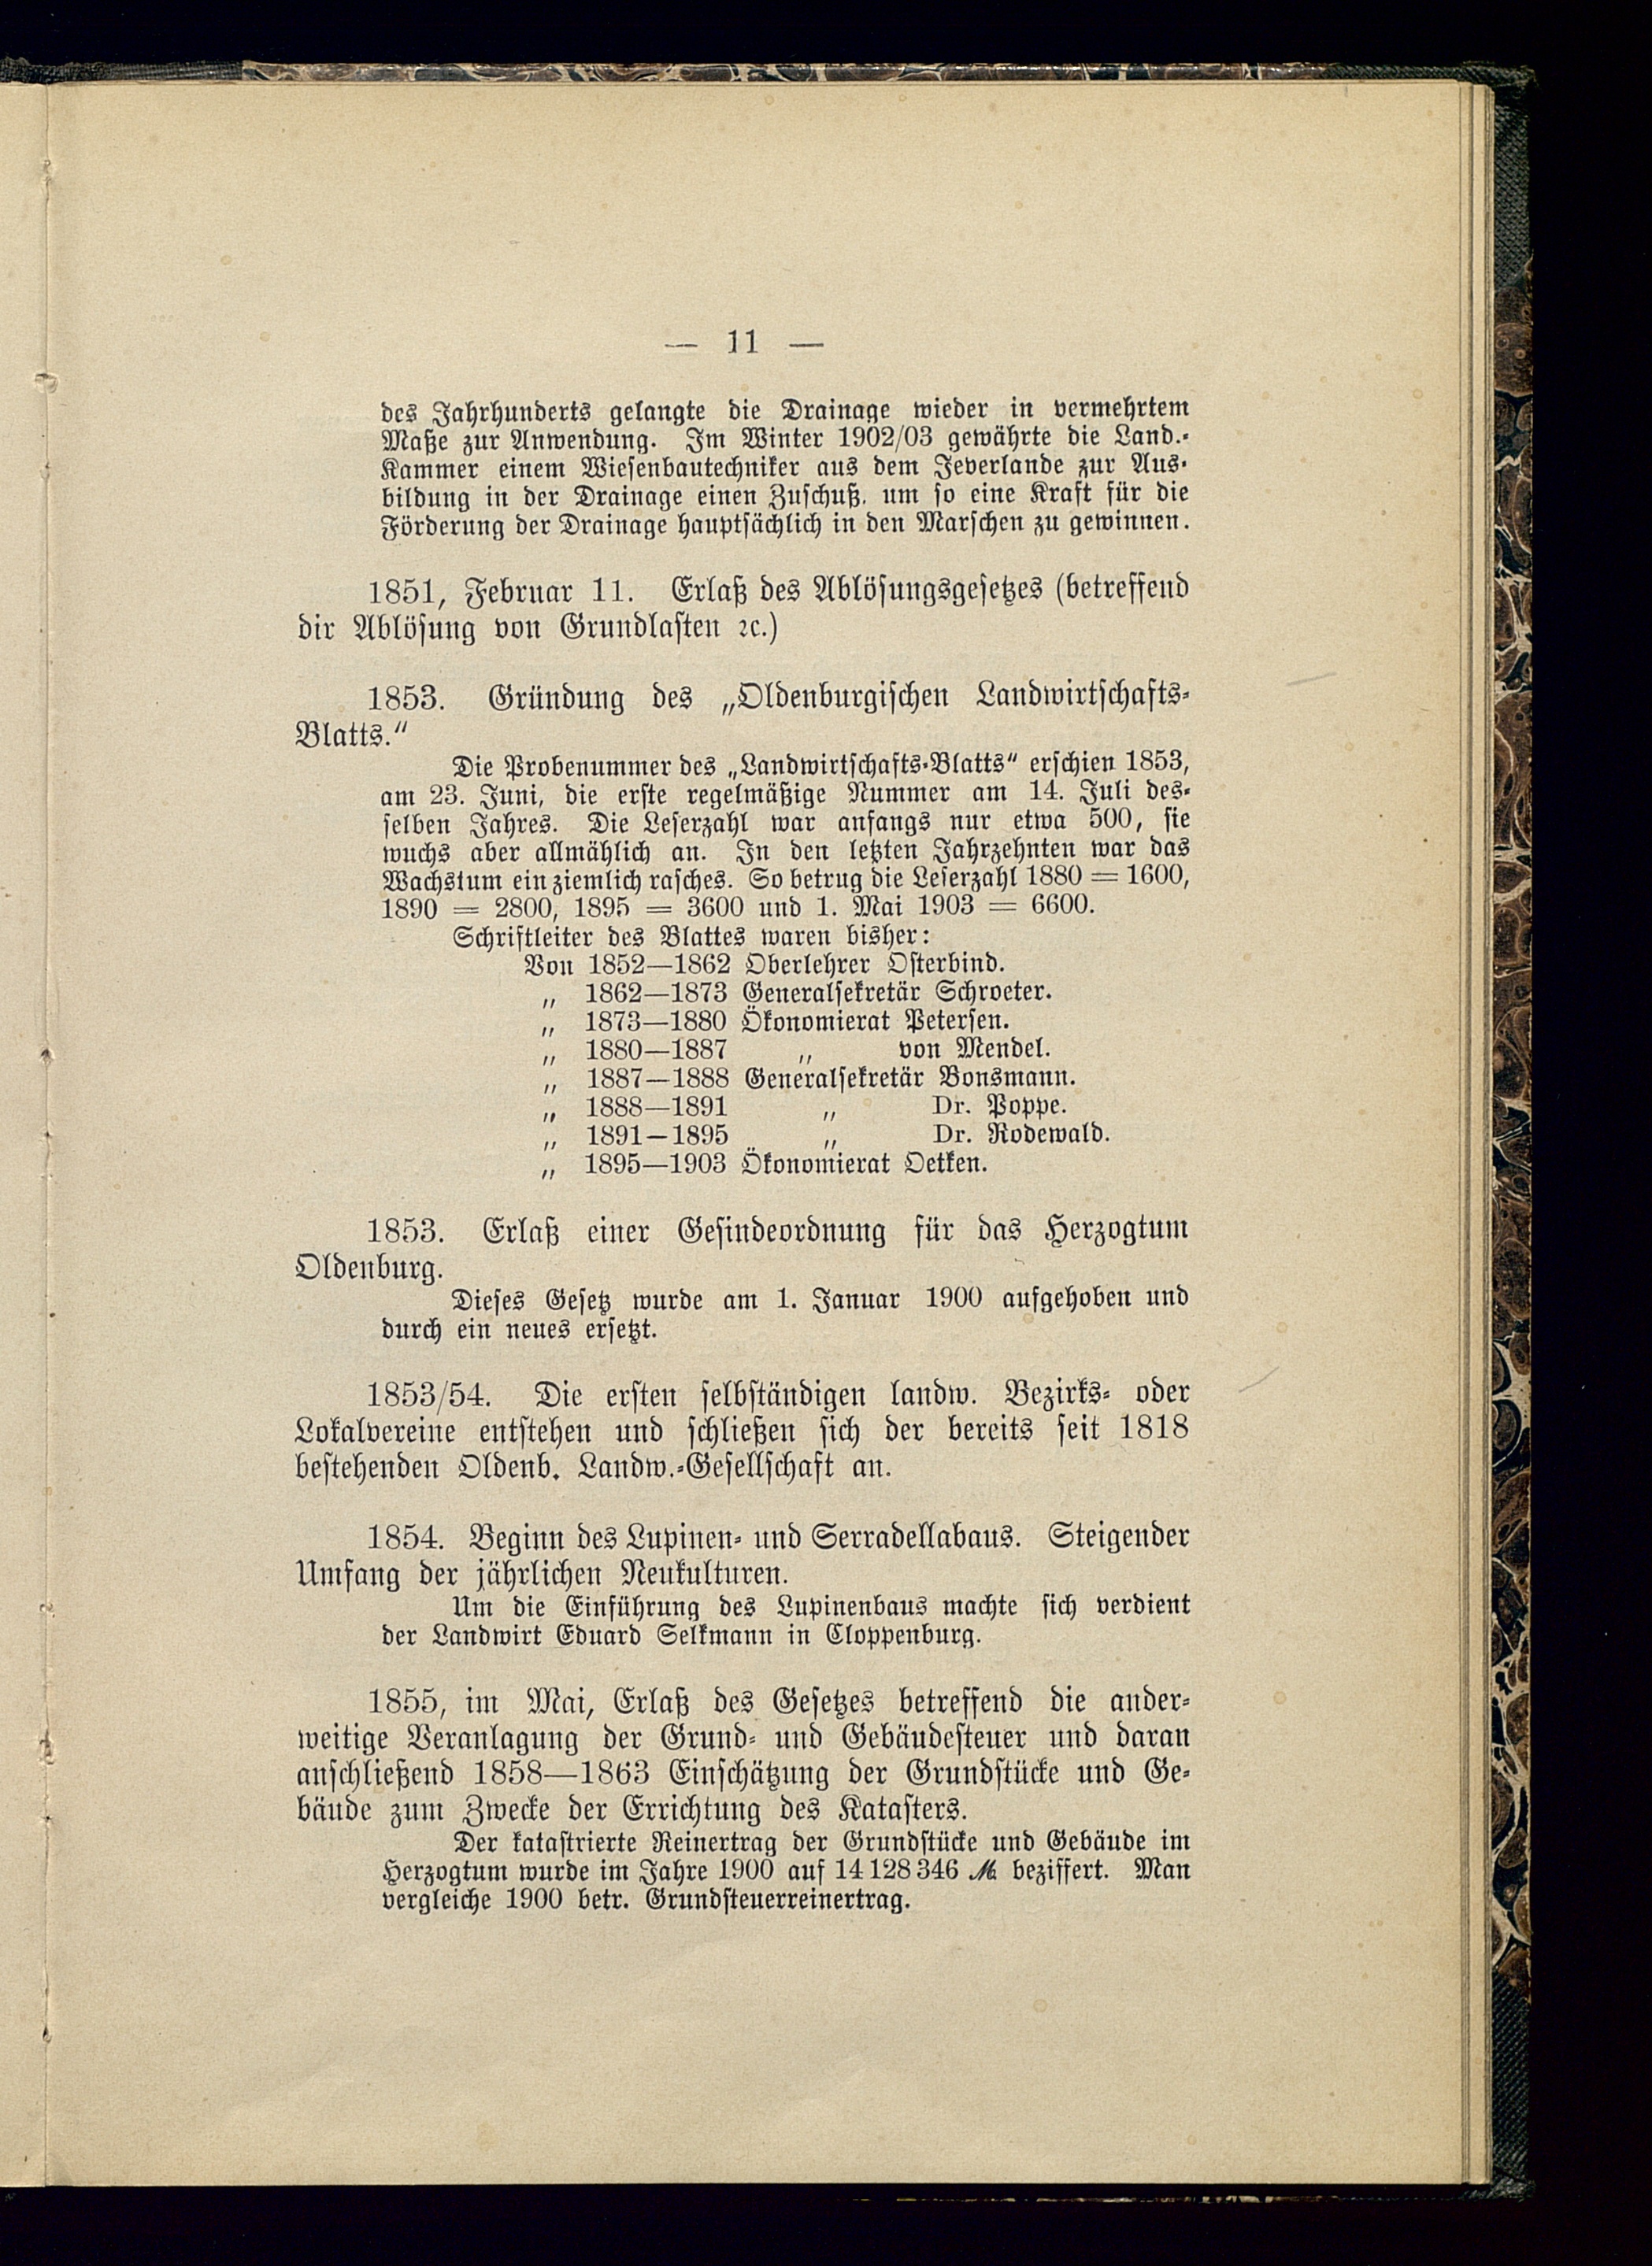 — 11 —
des Jahrhunderts gelangte die Drainage wieder in vermehrtem
Maße zur Anwendung. Im Winter 1902/03 gewährte die Land.-
Kammer einem Wiesenbautechniker aus dem Jeverlande zur Aus-
bildung in der Drainage einen Zuschuß, um so eine Kraft für die
Förderung der Drainage hauptsächlich in den Marschen zu gewinnen.
1851, Februar 11. Erlaß des Ablösungsgesetzes (betreffend
dir Ablösung von Grundlasten ꝛc.)
1853. Gründung des „Oldenburgischen Landwirtschafts-
Blatts.“
Die Probenummer des „Landwirtschafts-Blatts“ erschien 1853,
am 23. Juni, die erste regelmäßige Nummer am 14. Juli des-
selben Jahres. Die Leserzahl war anfangs nur etwa 500, sie
wuchs aber allmählich an. In den letzten Jahrzehnten war das
Wachstum ein ziemlich rasches. So betrug die Leserzahl 1880 = 1600,
1890 = 2800, 1895 = 3600 und 1. Mai 1903 = 6600.
Schriftleiter des Blattes waren bisher:
Von 1852—1862 Oberlehrer Osterbind.
„ 1862—1873 Generalsekretär Schroeter.
„ 1873—1880 Ökonomierat Petersen.
„ 1880—1887 „ von Mendel.
„ 1887—1888 Generalsekretär Bonsmann.
„ 1888—1891 „ Dr. Poppe.
„ 1891—1895 „ Dr. Rodewald.
„ 1895—1903 Ökonomierat Oetken.
1853. Erlaß einer Gesindeordnung für das Herzogtum
Oldenburg.
Dieses Gesetz wurde am 1. Januar 1900 aufgehoben und
durch ein neues ersetzt.
1853/54. Die ersten selbständigen landw. Bezirks- oder
Lokalvereine entstehen und schließen sich der bereits seit 1818
bestehenden Oldenb. Landw.-Gesellschaft an.
1854. Beginn des Lupinen- und Serradellabaus. Steigender
Umfang der jährlichen Neukulturen.
Um die Einführung des Lupinenbaus machte sich verdient
der Landwirt Eduard Selkmann in Cloppenburg.
1855, im Mai, Erlaß des Gesetzes betreffend die ander-
weitige Veranlagung der Grund- und Gebäudesteuer und daran
anschließend 1858—1863 Einschätzung der Grundstücke und Ge-
bäude zum Zwecke der Errichtung des Katasters.
Der katastrierte Reinertrag der Grundstücke und Gebäude im
Herzogtum wurde im Jahre 1900 auf 14 128 346 ℳ beziffert. Man
vergleiche 1900 betr. Grundsteuerreinertrag.